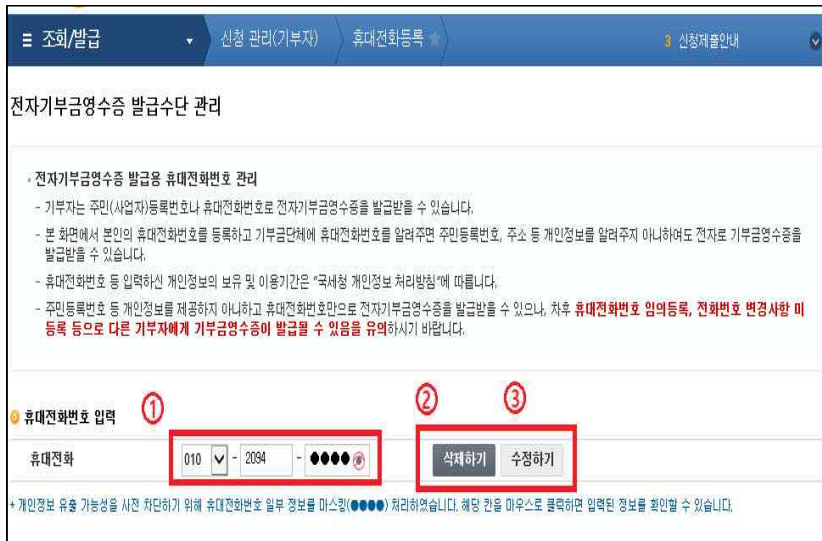 ☰ 조회/발급 신청 관리(기부자) 휴대전화등록 ★ 3 신청제출안내
전자기부금영수증 발급수단 관리
• 전자기부금영수증 발급용 휴대전화번호 관리
- 기부자는 주민(사업자)등록번호나 휴대전화번호로 전자기부금영수증을 발급받을 수 있습니다.
- 본 화면에서 본인의 휴대전화번호를 등록하고 기부금단체에 휴대전화번호를 알려주면 주민등록번호, 주소 등 개인정보를 알려주지 아니하여도 전자로 기부금영수증을
발급받을 수 있습니다.
- 휴대전화번호 등 입력하신 개인정보의 보유 및 이용기간은 "국세청 개인정보 처리방침"에 따릅니다.
- 주민등록번호 등 개인정보를 제공하지 아니하고 휴대전화번호만으로 전자기부금영수증을 발급받을 수 있으나, 차후 휴대전화번호 임의등록, 전화번호 변경사항 미
등록 등으로 다른 기부자에게 기부금영수증이 발급될 수 있음을 유의하시기 바랍니다.
① ② ③
휴대전화번호 입력
휴대전화 010 - 2094 - ●●●● 삭제하기 수정하기
+ 개인정보 유출 가능성을 사전 차단하기 위해 휴대전화번호 일부 정보를 마스킹(●●●●) 처리하였습니다. 해당 칸을 마우스로 클릭하면 입력된 정보를 확인할 수 있습니다.